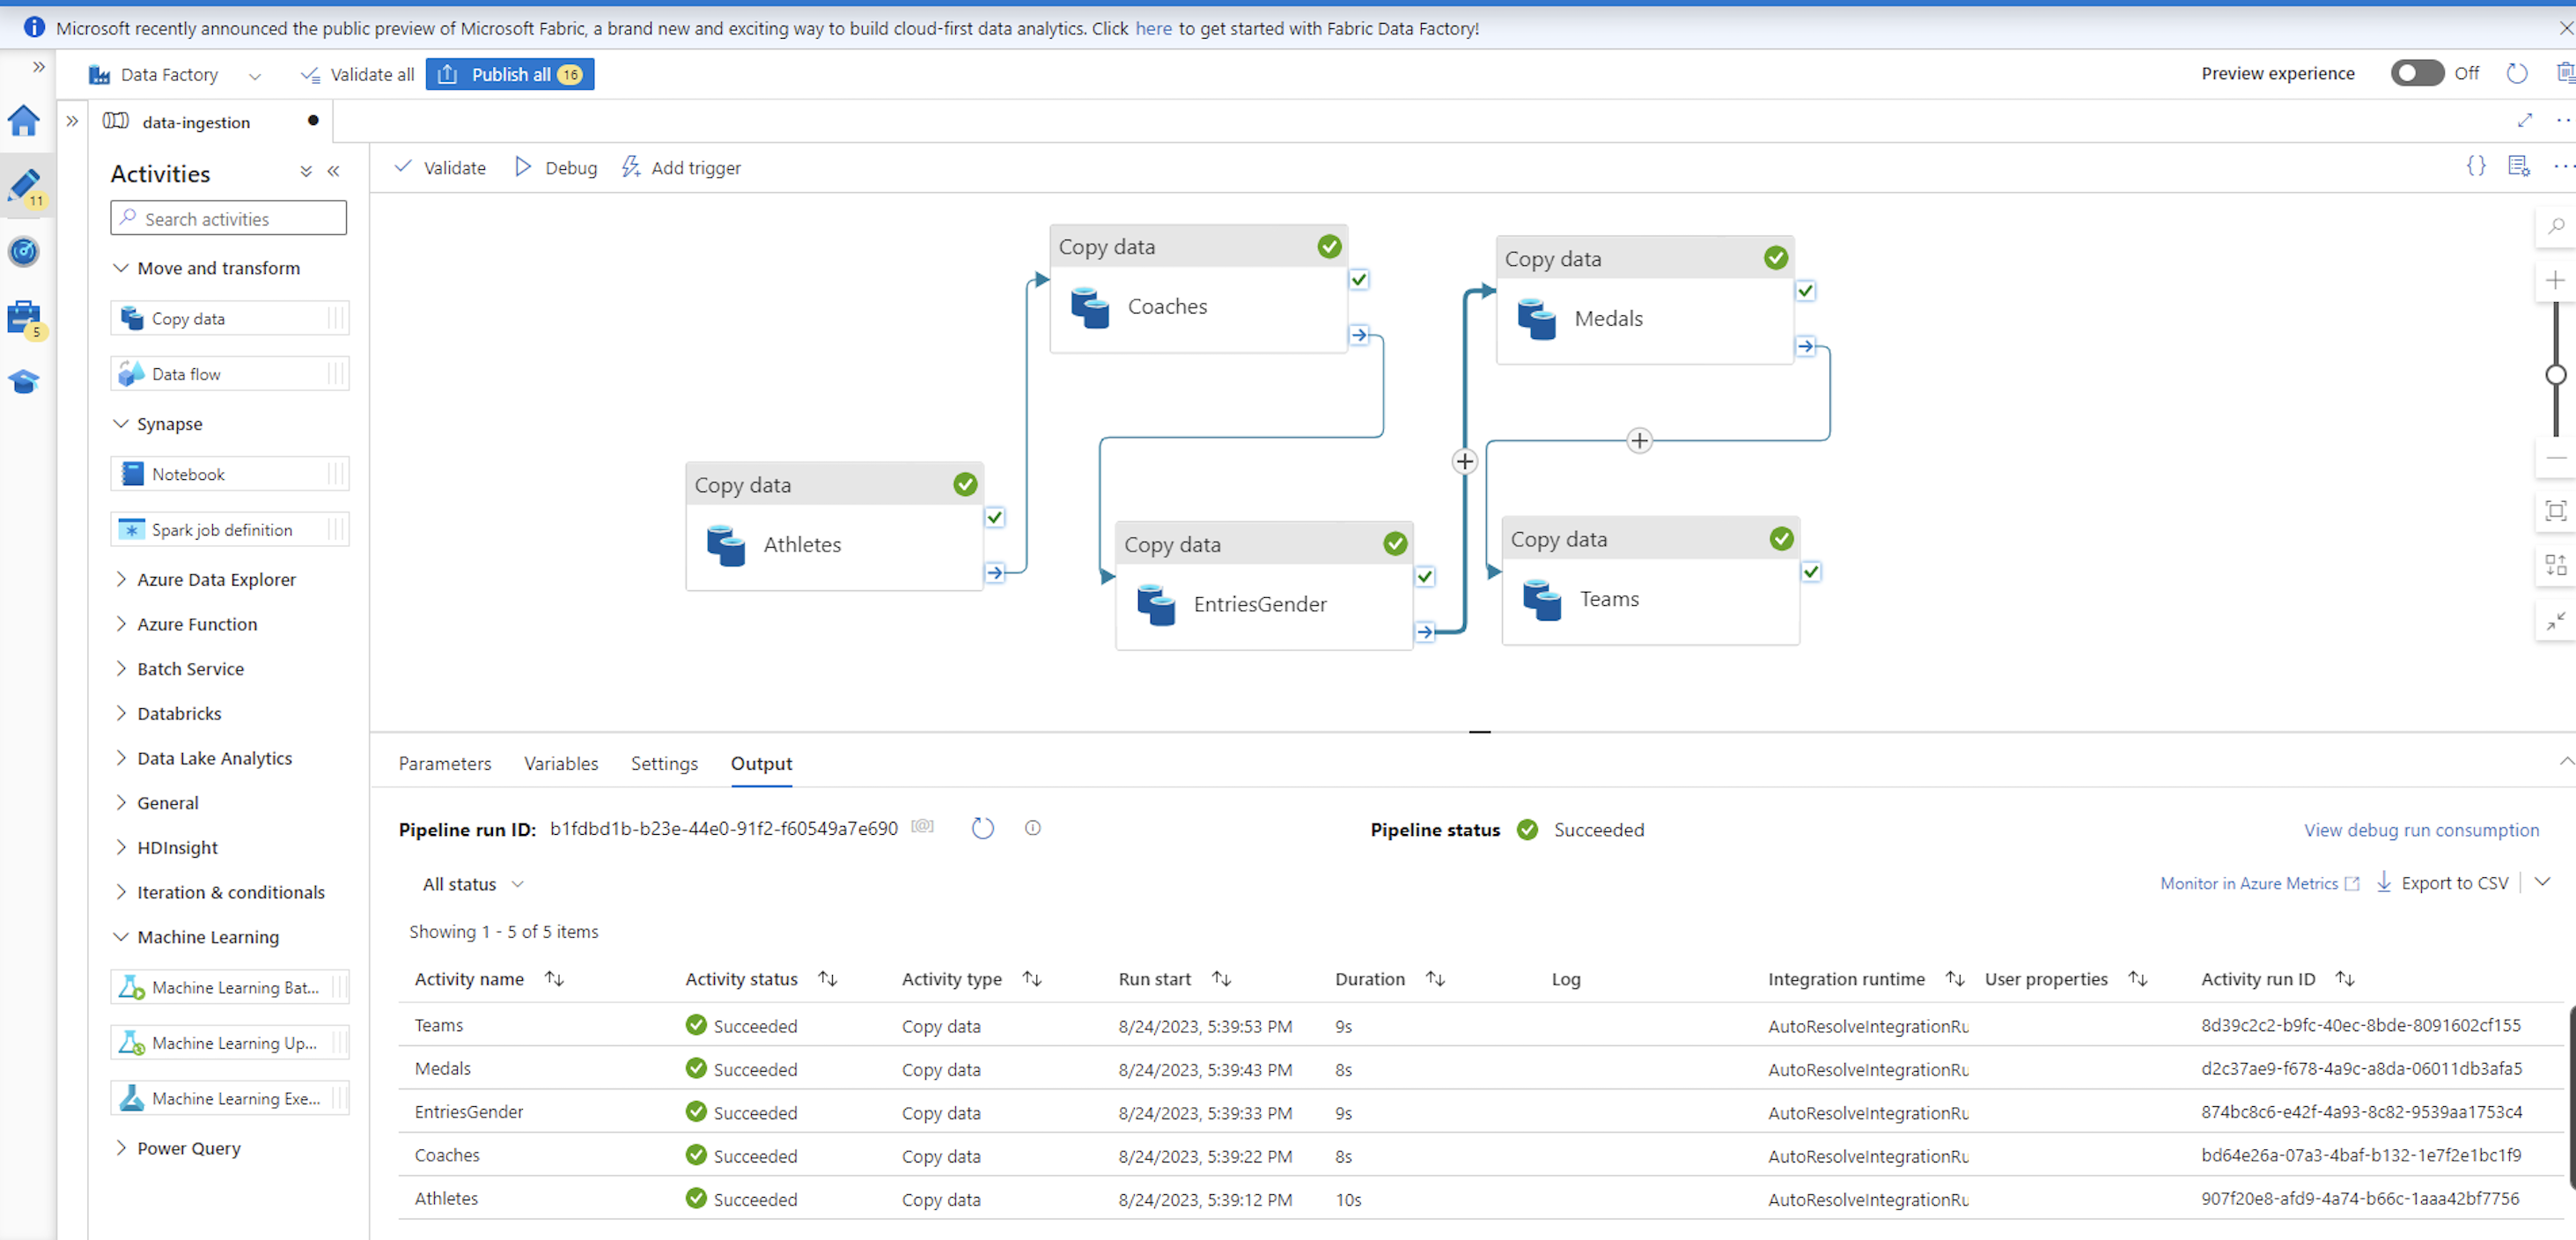 Microsoft recently announced the public preview of Microsoft Fabric, a brand new and exciting way to build cloud-first data analytics. Click here to get started with Fabric Data Factory!
Data Factory
Validate all
Publish all 16
Preview experience
Off
data-ingestion
11
5
Activities
Search activities
Move and transform
Copy data
Data flow
Synapse
Notebook
Spark job definition
Azure Data Explorer
Azure Function
Batch Service
Databricks
Data Lake Analytics
General
HDInsight
Iteration & conditionals
Machine Learning
Machine Learning Bat...
Machine Learning Up...
Machine Learning Exe...
Power Query
Validate
Debug
Add trigger
Copy data
Coaches
Copy data
Medals
Copy data
Athletes
Copy data
EntriesGender
Copy data
Teams
Parameters Variables Settings Output
Pipeline run ID: b1fdbd1b-b23e-44e0-91f2-f60549a7e690
Pipeline status Succeeded
View debug run consumption
All status
Monitor in Azure Metrics
Export to CSV
Showing 1 - 5 of 5 items
Activity name Activity status Activity type Run start Duration Log Integration runtime User properties Activity run ID
Teams Succeeded Copy data 8/24/2023, 5:39:53 PM 9s AutoResolveIntegrationRu 8d39c2c2-b9fc-40ec-8bde-8091602cf155
Medals Succeeded Copy data 8/24/2023, 5:39:43 PM 8s AutoResolveIntegrationRu d2c37ae9-f678-4a9c-a8da-06011db3afa5
EntriesGender Succeeded Copy data 8/24/2023, 5:39:33 PM 9s AutoResolveIntegrationRu 874bc8c6-e42f-4a93-8c82-9539aa1753c4
Coaches Succeeded Copy data 8/24/2023, 5:39:22 PM 8s AutoResolveIntegrationRu bd64e26a-07a3-4baf-b132-1e7f2e1bc1f9
Athletes Succeeded Copy data 8/24/2023, 5:39:12 PM 10s AutoResolveIntegrationRu 907f20e8-afd9-4a74-b66c-1aaa42bf7756